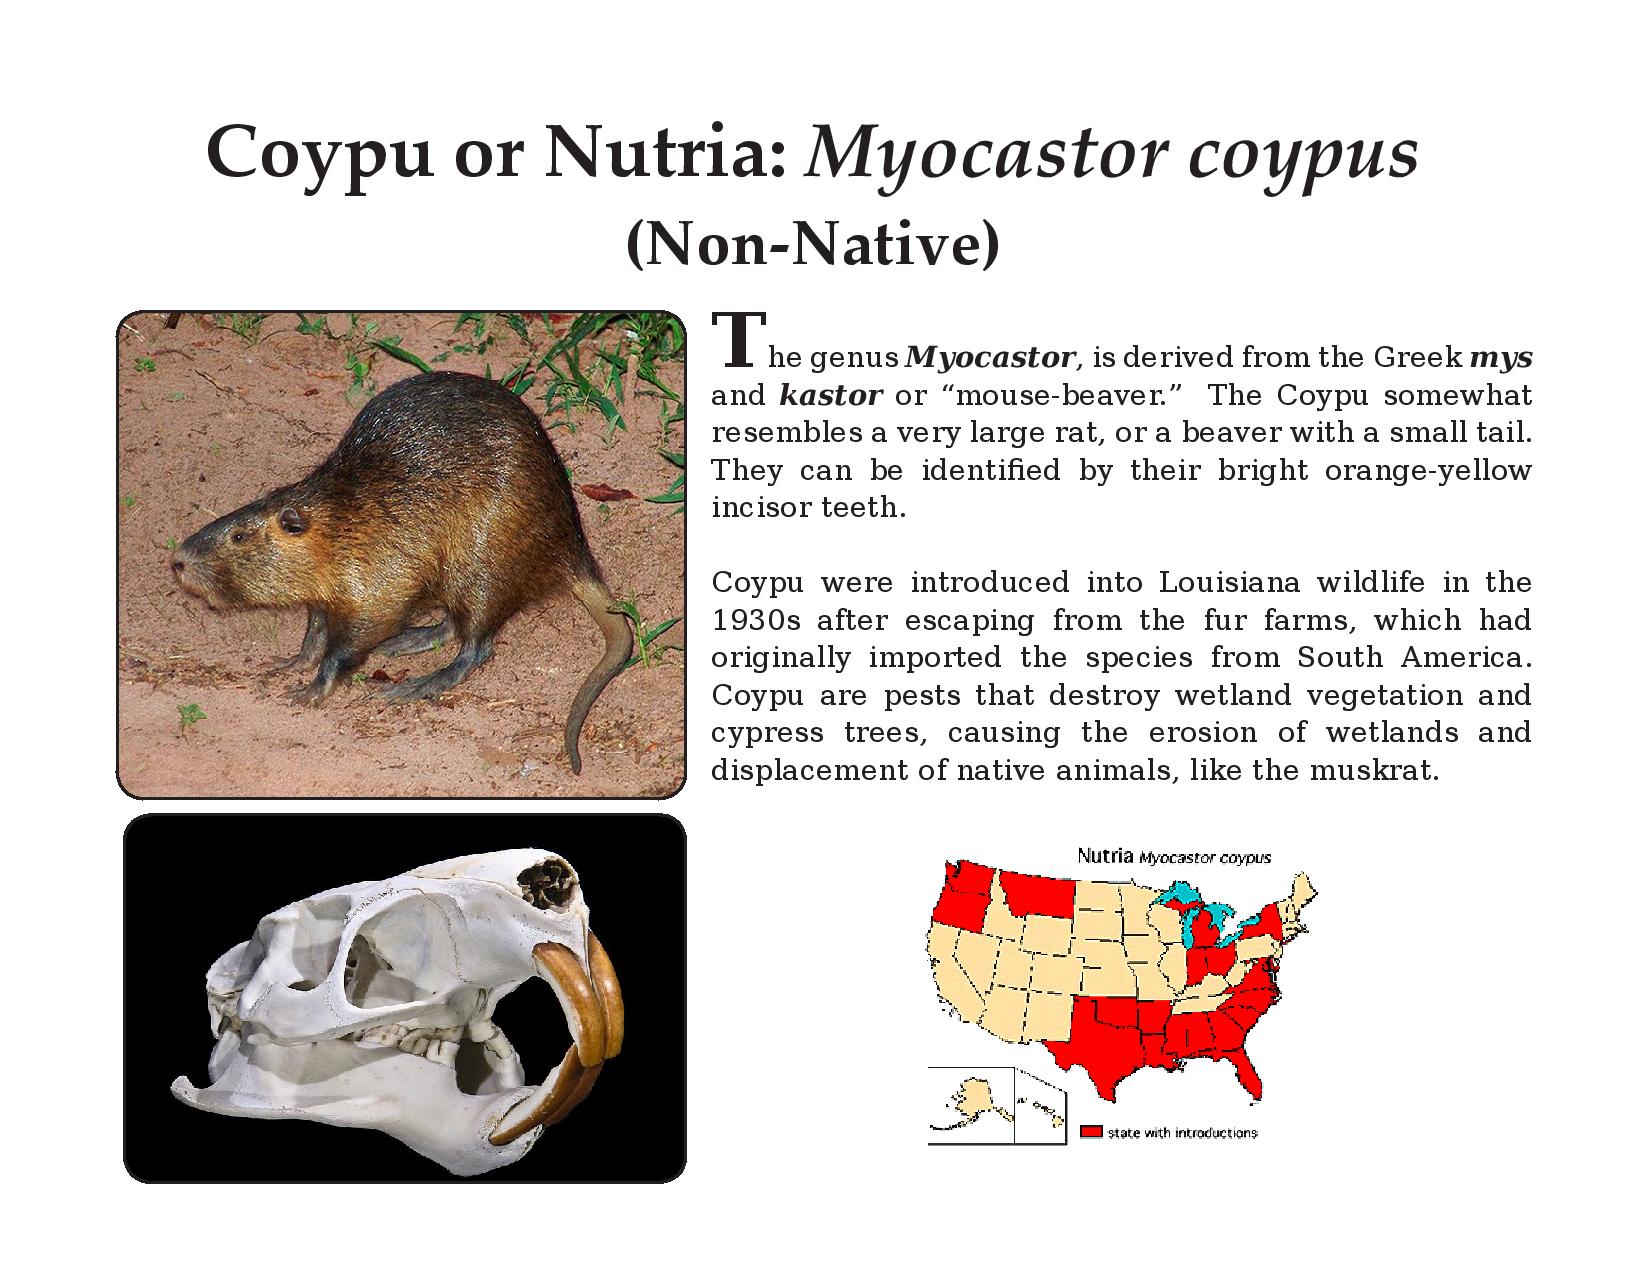 Coypu or Nutria: Myocastor coypus
(Non-Native)
The genus Myocastor, is derived from the Greek mys
and kastor or “mouse-beaver.”  The Coypu somewhat
resembles a very large rat, or a beaver with a small tail.
They can be identified by their bright orange-yellow
incisor teeth.
Coypu were introduced into Louisiana wildlife in the
1930s after escaping from the fur farms, which had
originally imported the species from South America.
Coypu are pests that destroy wetland vegetation and
cypress trees, causing the erosion of wetlands and
displacement of native animals, like the muskrat.
Nutria Myocastor coypus
state with introductions